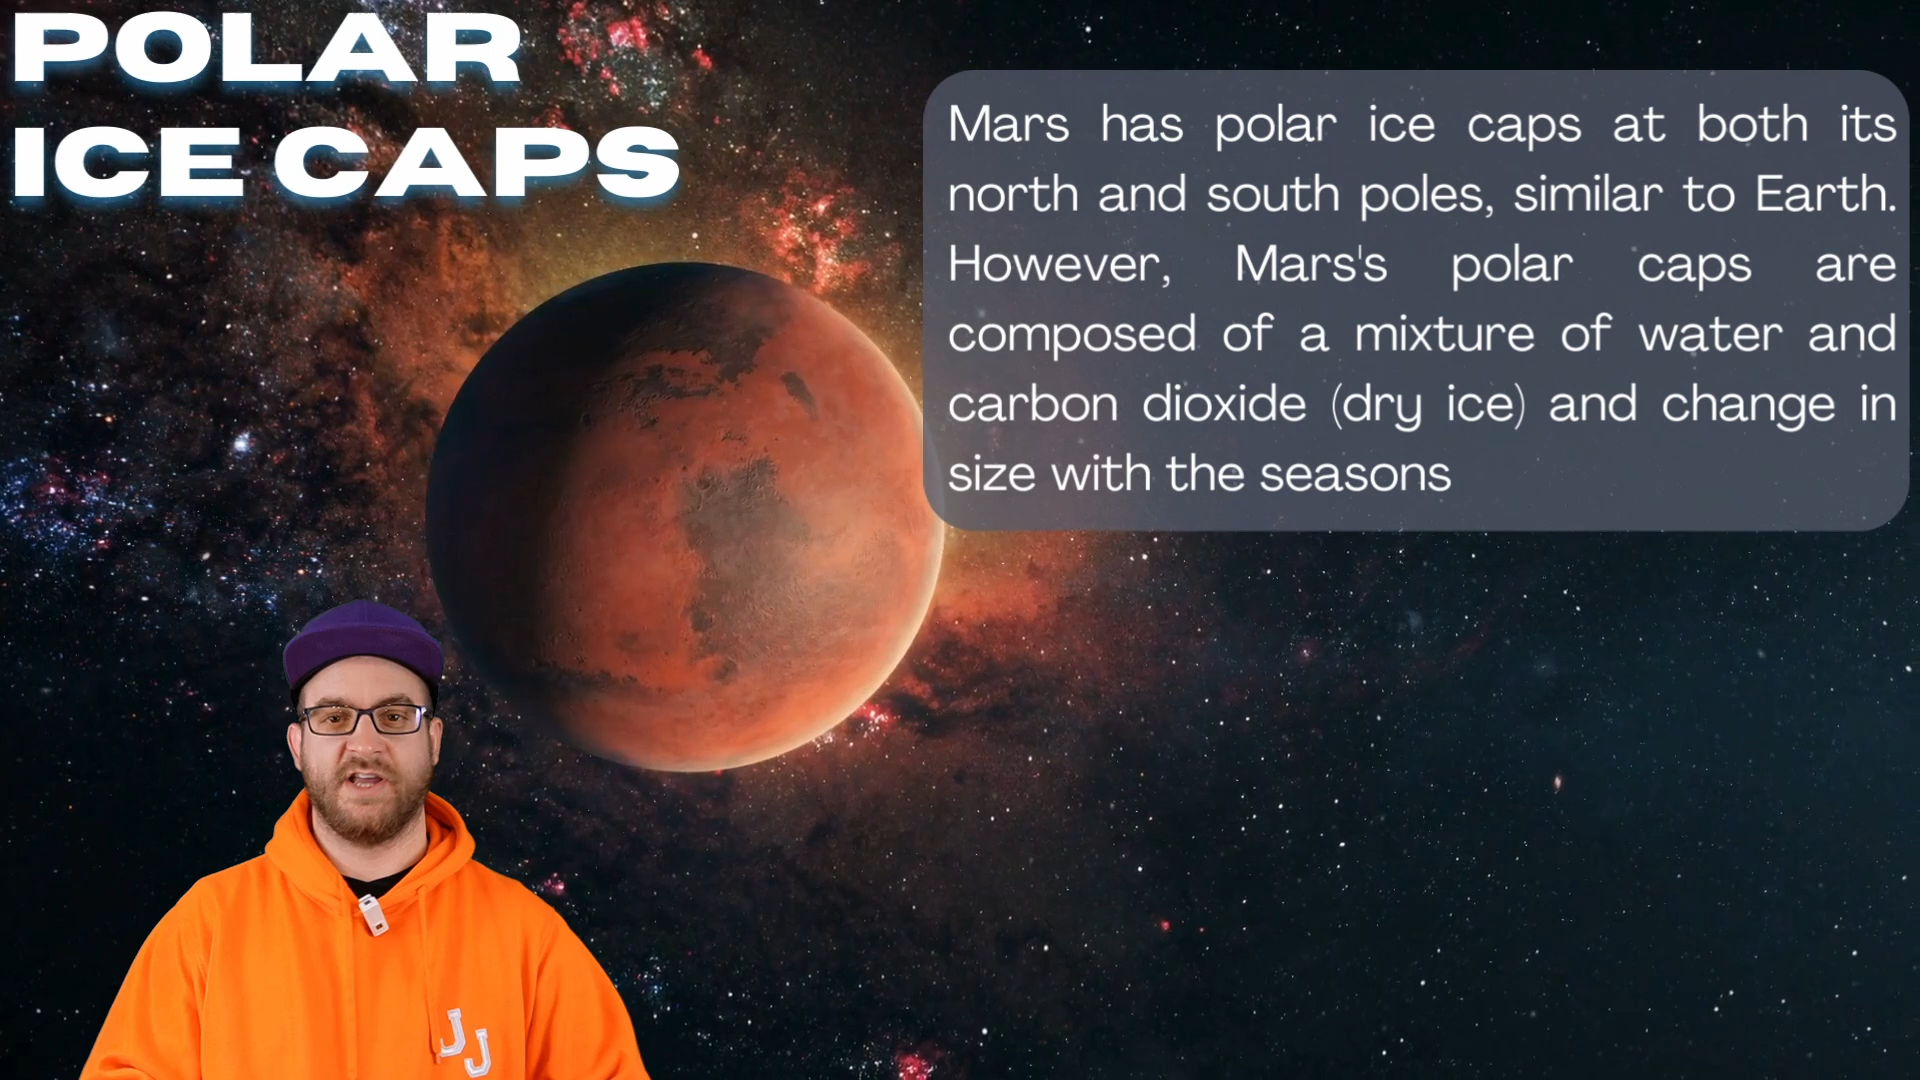 POLAR
ICE CAPS
Mars has polar ice caps at both its
north and south poles, similar to Earth.
However, Mars's polar caps are
composed of a mixture of water and
carbon dioxide (dry ice) and change in
size with the seasons
JJ